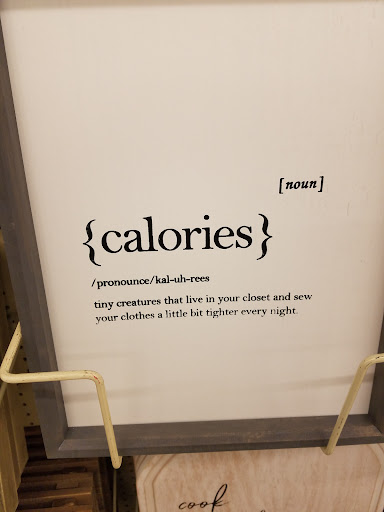 [noun]
{calories}
/pronounce/kal-uh-rees
tiny creatures that live in your closet and sew
your clothes a little bit tighter every night.
cook